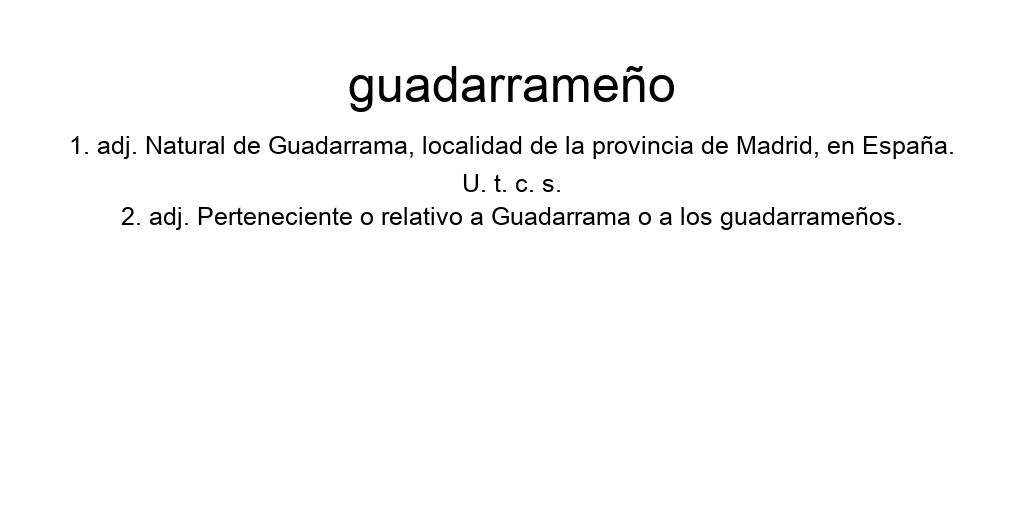 guadarrameño
1. adj. Natural de Guadarrama, localidad de la provincia de Madrid, en España.
U. t. c. s.
2. adj. Perteneciente o relativo a Guadarrama o a los guadarrameños.